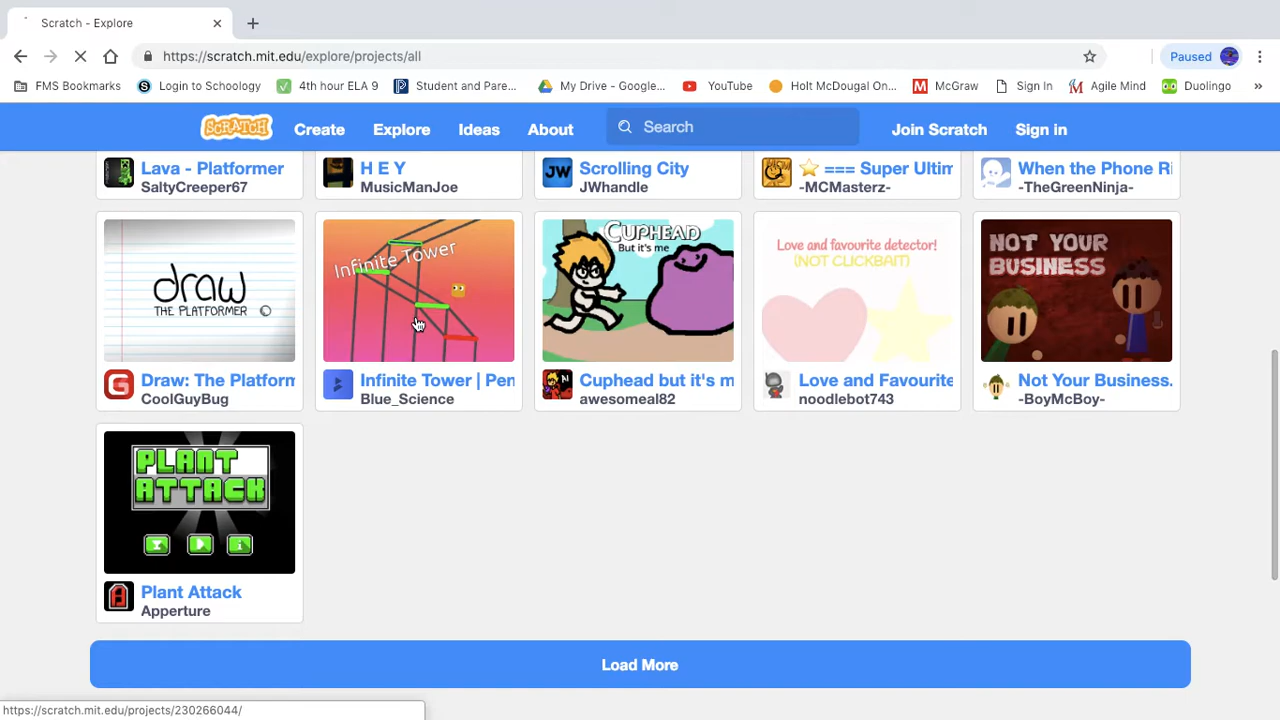 Scratch - Explore
https://scratch.mit.edu/explore/projects/all
Paused
FMS Bookmarks
Login to Schoology
4th hour ELA 9
Student and Pare...
My Drive - Google...
YouTube
Holt McDougal On...
McGraw
Sign In
Agile Mind
Duolingo
»
SCRATCH
Create
Explore
Ideas
About
Search
Join Scratch
Sign in
Lava - Platformer
SaltyCreeper67
H E Y
MusicManJoe
JW
Scrolling City
JWhandle
=== Super Ultim
-MCMasterz-
When the Phone Ri
-TheGreenNinja-
draw
THE PLATFORMER
Draw: The Platform
CoolGuyBug
Infinite Tower
Infinite Tower | Pen
Blue_Science
CUPHEAD
But it's me
Cuphead but it's m
awesomeal82
Love and favourite detector!
(NOT CLICKBAIT)
Love and Favourite
noodlebot743
NOT YOUR
BUSINESS
Not Your Business.
-BoyMcBoy-
PLANT
ATTACK
Plant Attack
Apperture
Load More
https://scratch.mit.edu/projects/230266044/